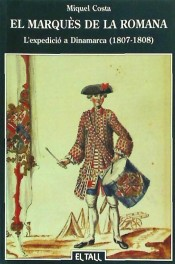 Miquel Costa
EL MARQUÈS DE LA ROMANA
L'expedició a Dinamarca (1807-1808)
EL TALL